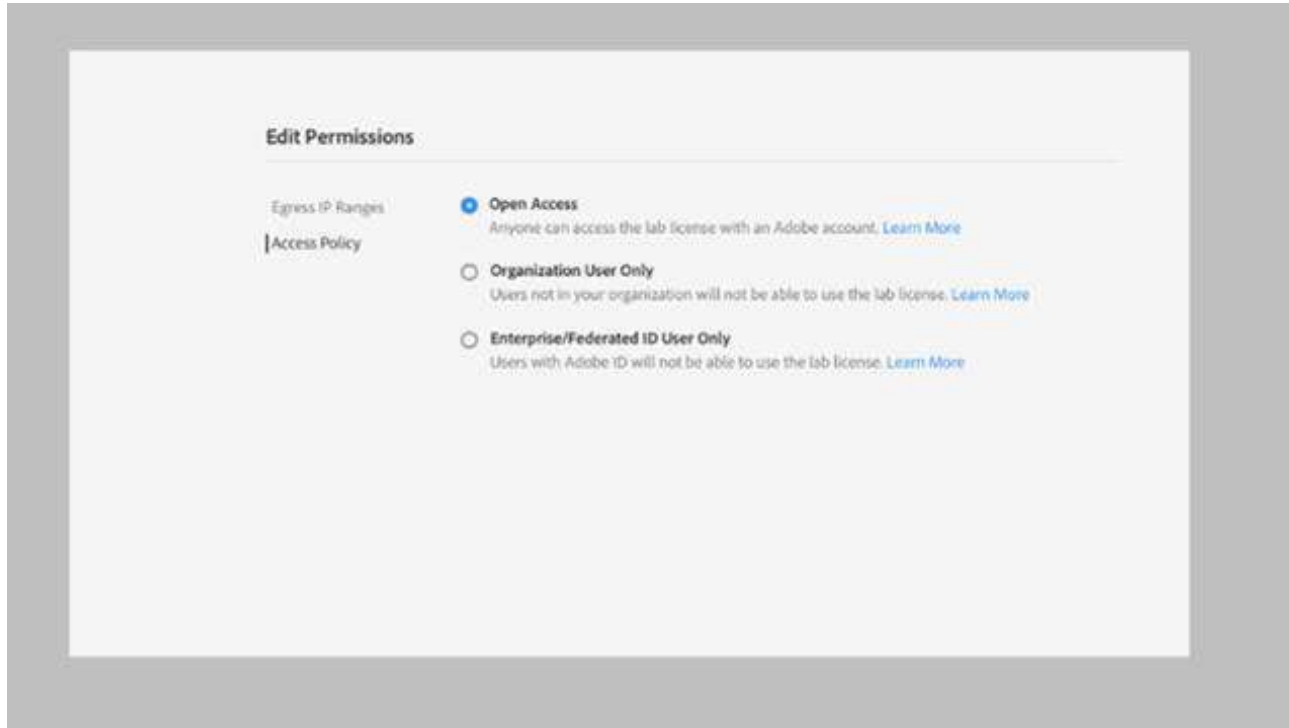 Edit Permissions
Egress IP Ranges
Access Policy
Open Access
Anyone can access the lab license with an Adobe account. Learn More
Organization User Only
Users not in your organization will not be able to use the lab license. Learn More
Enterprise/Federated ID User Only
Users with Adobe ID will not be able to use the lab license. Learn More